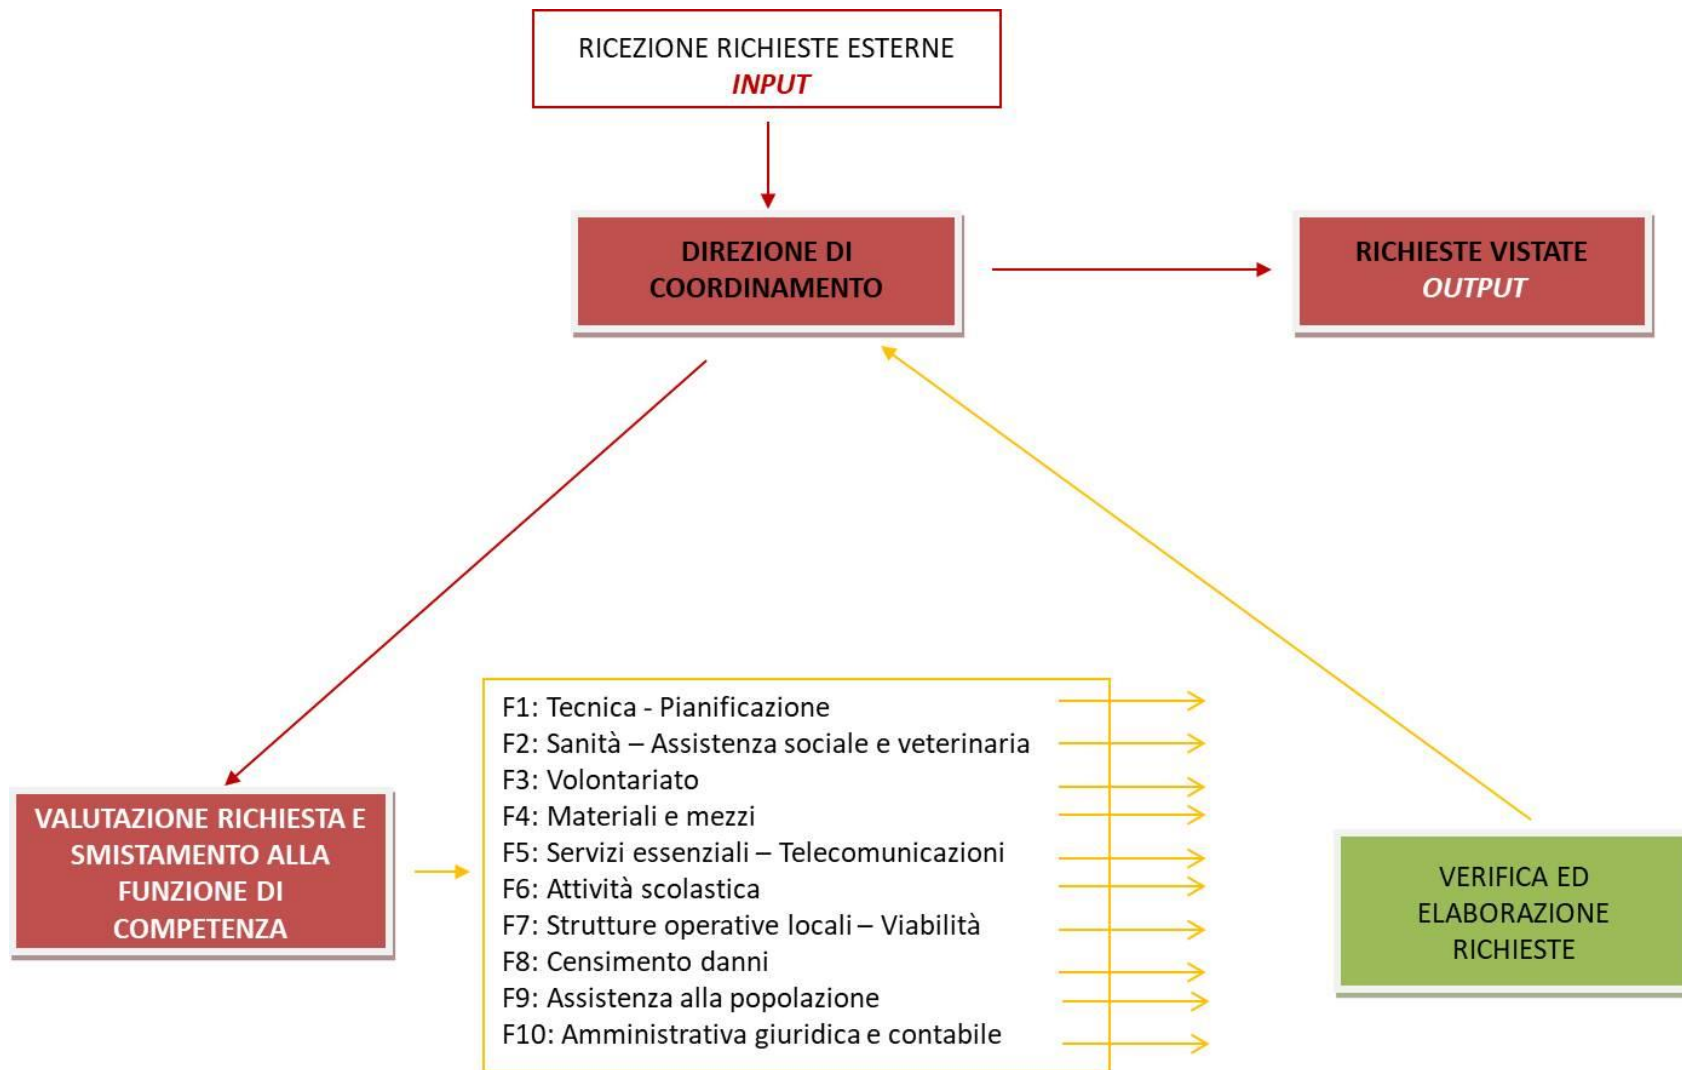 RICEZIONE RICHIESTE ESTERNE
INPUT
DIREZIONE DI
COORDINAMENTO
RICHIESTE VISTATE
OUTPUT
VALUTAZIONE RICHIESTA E
SMISTAMENTO ALLA
FUNZIONE DI
COMPETENZA
F1: Tecnica - Pianificazione
F2: Sanità – Assistenza sociale e veterinaria
F3: Volontariato
F4: Materiali e mezzi
F5: Servizi essenziali – Telecomunicazioni
F6: Attività scolastica
F7: Strutture operative locali – Viabilità
F8: Censimento danni
F9: Assistenza alla popolazione
F10: Amministrativa giuridica e contabile
VERIFICA ED
ELABORAZIONE
RICHIESTE